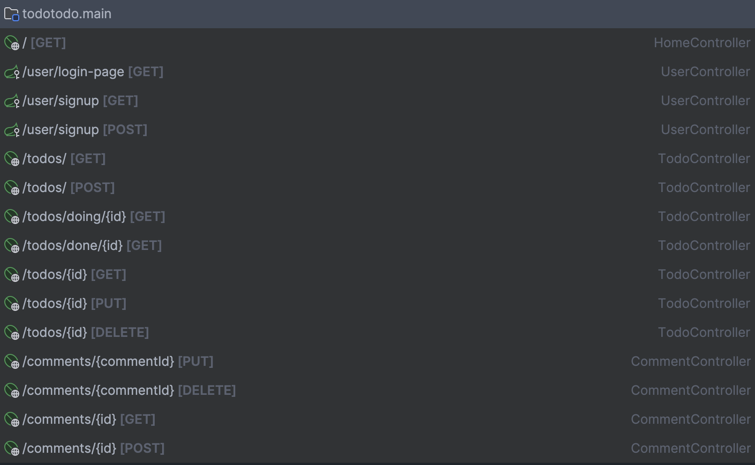 todotodo.main
/ [GET] HomeController
/user/login-page [GET] UserController
/user/signup [GET] UserController
/user/signup [POST] UserController
/todos/ [GET] TodoController
/todos/ [POST] TodoController
/todos/doing/{id} [GET] TodoController
/todos/done/{id} [GET] TodoController
/todos/{id} [GET] TodoController
/todos/{id} [PUT] TodoController
/todos/{id} [DELETE] TodoController
/comments/{commentId} [PUT] CommentController
/comments/{commentId} [DELETE] CommentController
/comments/{id} [GET] CommentController
/comments/{id} [POST] CommentController